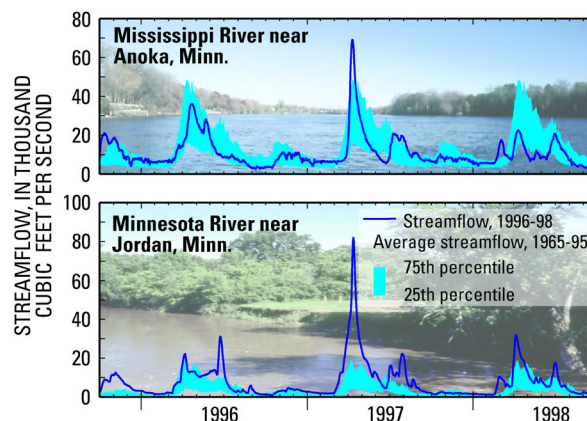 STREAMFLOW, IN THOUSAND
CUBIC FEET PER SECOND
80
60
40
20
0
Mississippi River near
Anoka, Minn.
100
80
60
40
20
0
Minnesota River near
Jordan, Minn.
Streamflow, 1996-98
Average streamflow, 1965-95
75th percentile
25th percentile
1996
1997
1998